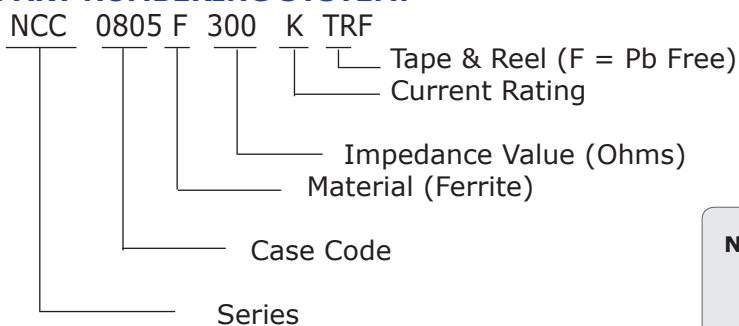 NCC 0805 F 300 K TRF
Tape & Reel (F = Pb Free)
Current Rating
Impedance Value (Ohms)
Material (Ferrite)
Case Code
Series